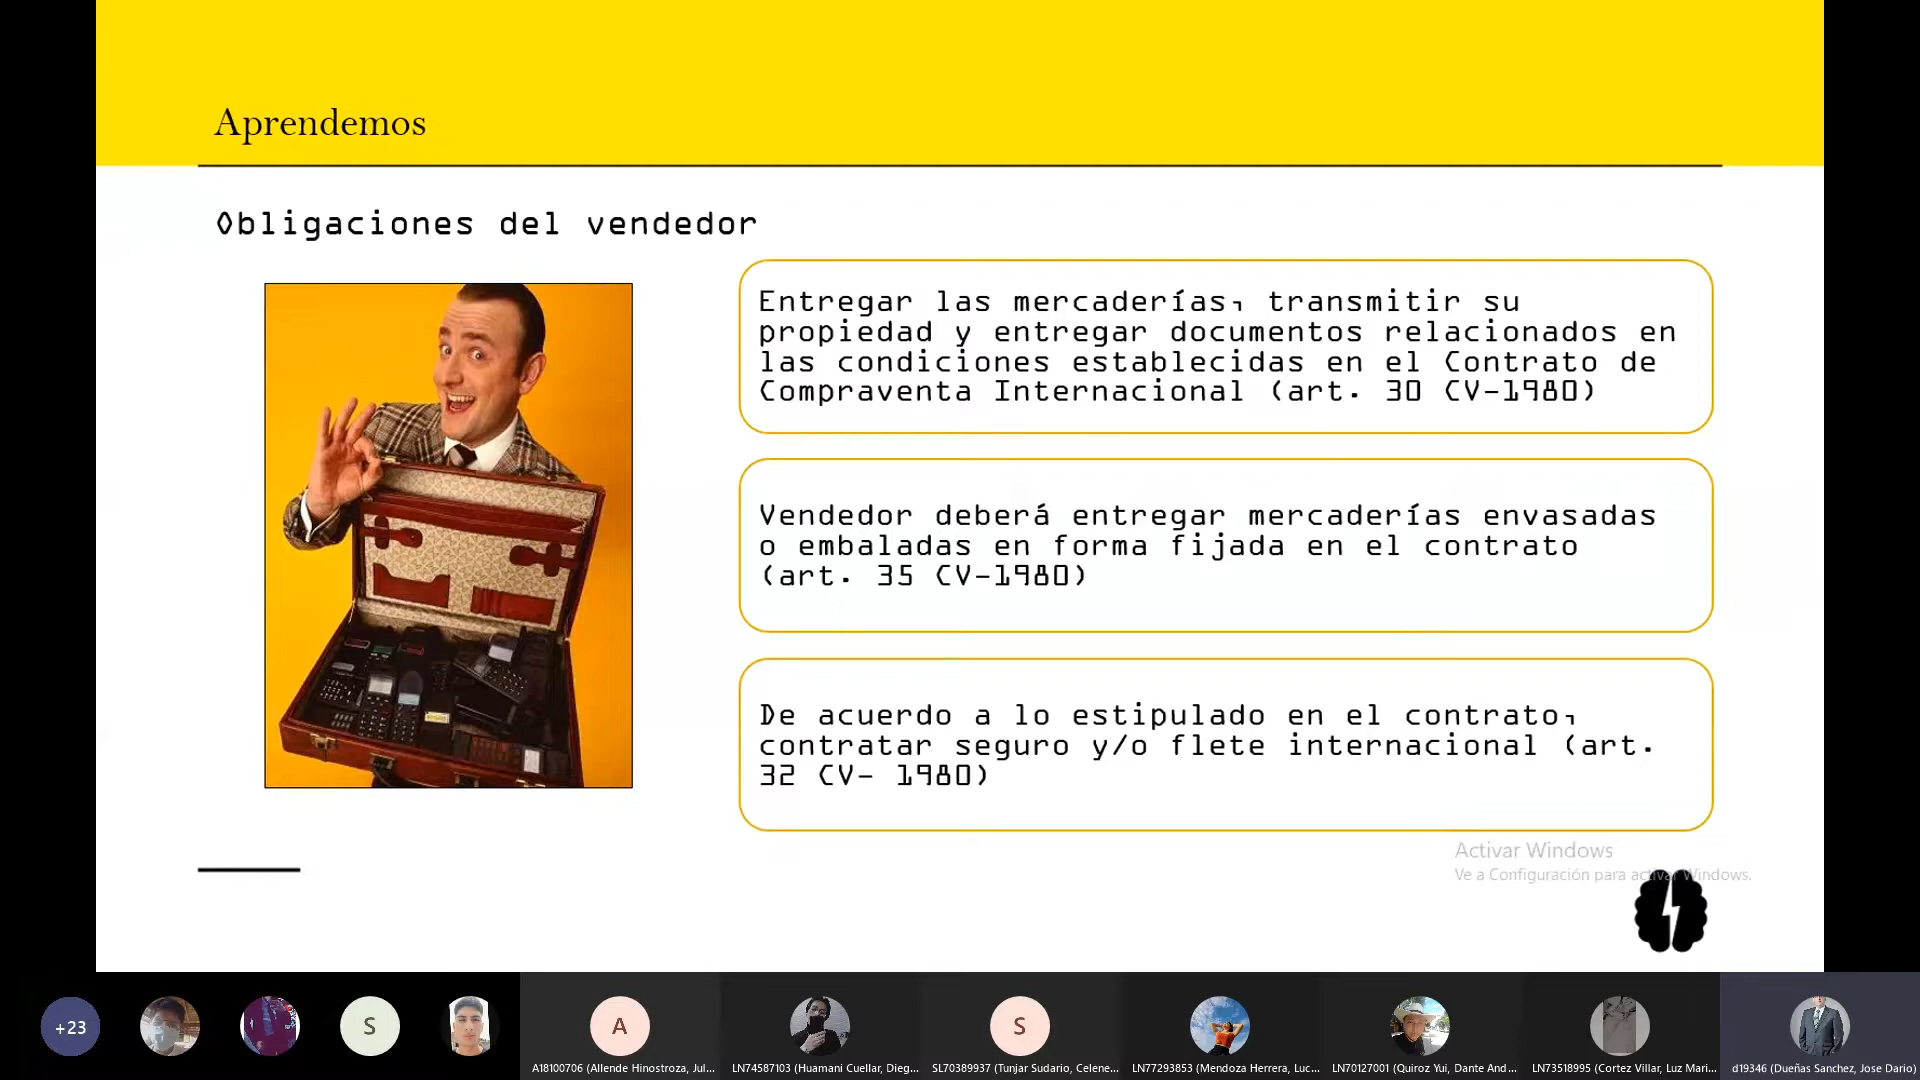 Aprendemos
Obligaciones del vendedor
Entregar las mercaderías, transmitir su
propiedad y entregar documentos relacionados en
las condiciones establecidas en el Contrato de
Compraventa Internacional (art. 30 CV-1980)
Vendedor deberá entregar mercaderías envasadas
o embaladas en forma fijada en el contrato
(art. 35 CV-1980)
De acuerdo a lo estipulado en el contrato,
contratar seguro y/o flete internacional (art.
32 CV- 1980)
Activar Windows
Ve a Configuración para activar Windows.
+23
S
A
S
A18100706 (Allende Hinostroza, Jul...
LN74587103 (Huamani Cuellar, Dieg...
SL70389937 (Tunjar Sudario, Celene...
LN77293853 (Mendoza Herrera, Luc...
LN70127001 (Quiroz Yui, Dante And...
LN73518995 (Cortez Villar, Luz Mari...
d19346 (Dueñas Sanchez, Jose Dario)